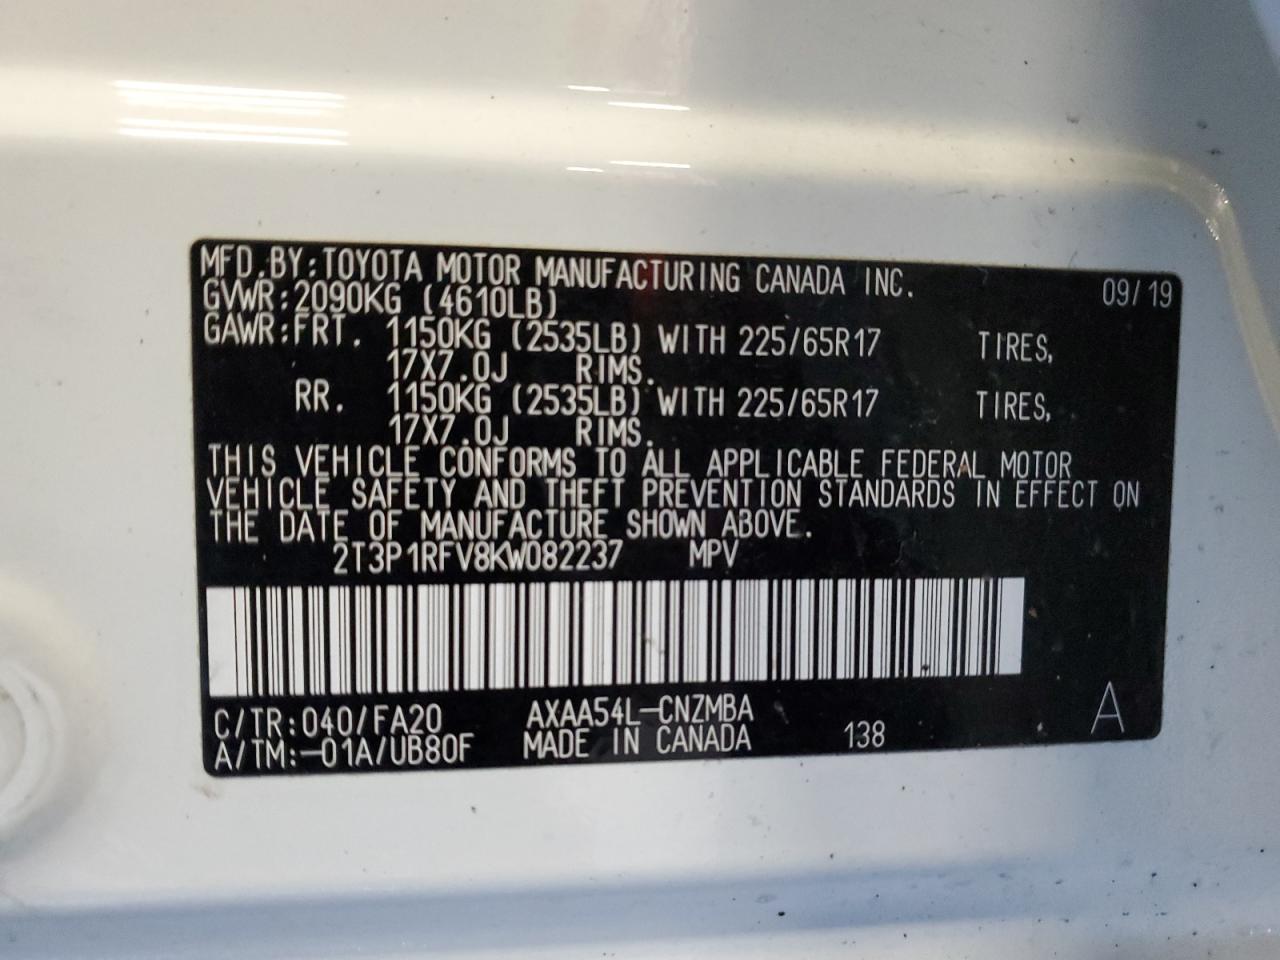 MFD.BY:TOYOTA MOTOR MANUFACTURING CANADA INC. 09/19
GVWR:2090KG (4610LB)
GAWR:FRT. 1150KG (2535LB) WITH 225/65R17 TIRES,
17X7.0J RIMS.
RR. 1150KG (2535LB) WITH 225/65R17 TIRES,
17X7.0J RIMS.
THIS VEHICLE CONFORMS TO ALL APPLICABLE FEDERAL MOTOR
VEHICLE SAFETY AND THEFT PREVENTION STANDARDS IN EFFECT ON
THE DATE OF MANUFACTURE SHOWN ABOVE.
2T3P1RFV8KW082237 MPV
C/TR:040/FA20 AXAA54L-CNZMBA
A/TM:-01A/UB80F MADE IN CANADA 138 A